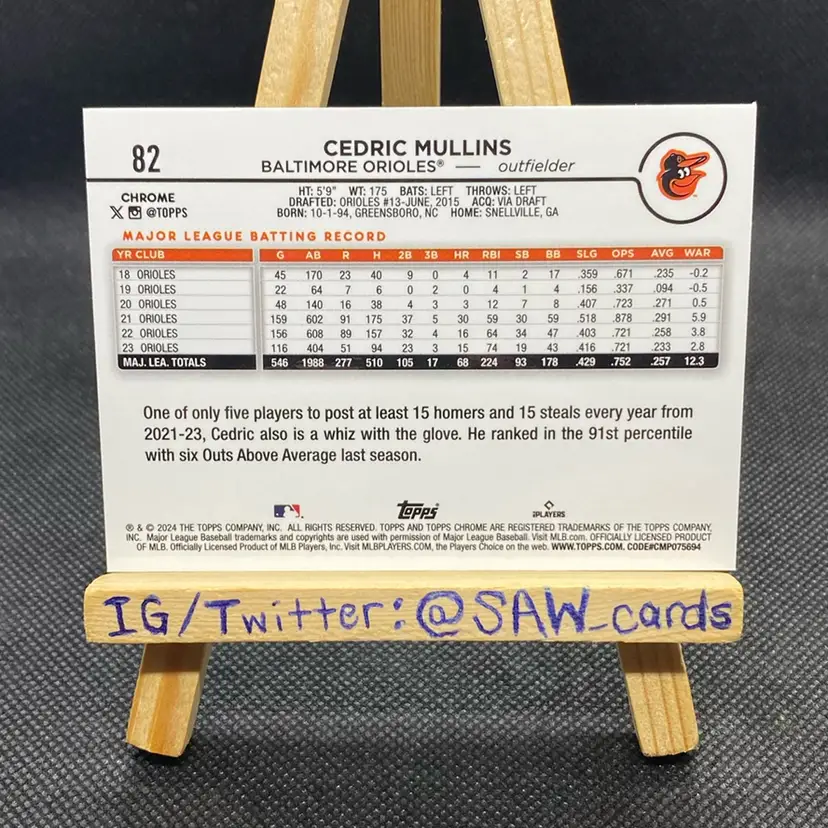 82
CEDRIC MULLINS
BALTIMORE ORIOLES® — outfielder
CHROME
@TOPPS
HT: 5'9" WT: 175 BATS: LEFT THROWS: LEFT
DRAFTED: ORIOLES #13-JUNE, 2015 ACQ: VIA DRAFT
BORN: 10-1-94, GREENSBORO, NC HOME: SNELLVILLE, GA
MAJOR LEAGUE BATTING RECORD
YR CLUB G AB R H 2B 3B HR RBI SB BB SLG OPS AVG WAR
18 ORIOLES 45 170 23 40 9 0 4 11 2 17 .359 .671 .235 -0.2
19 ORIOLES 22 64 7 6 0 2 0 4 1 4 .156 .337 .094 -0.5
20 ORIOLES 48 140 16 38 4 3 3 12 7 8 .407 .723 .271 0.5
21 ORIOLES 159 602 91 175 37 5 30 59 30 59 .518 .878 .291 5.9
22 ORIOLES 156 608 89 157 32 4 16 64 34 47 .403 .721 .258 3.8
23 ORIOLES 116 404 51 94 23 3 15 74 19 43 .416 .721 .233 2.8
MAJ. LEA. TOTALS 546 1988 277 510 105 17 68 224 93 178 .429 .752 .257 12.3
One of only five players to post at least 15 homers and 15 steals every year from
2021-23, Cedric also is a whiz with the glove. He ranked in the 91st percentile
with six Outs Above Average last season.
Topps
PLAYERS
® & © 2024 THE TOPPS COMPANY, INC. ALL RIGHTS RESERVED. TOPPS AND TOPPS CHROME ARE REGISTERED TRADEMARKS OF THE TOPPS COMPANY,
INC. Major League Baseball trademarks and copyrights are used with permission of Major League Baseball. Visit MLB.com. OFFICIALLY LICENSED PRODUCT
OF MLB. Officially Licensed Product of MLB Players, Inc. Visit MLBPLAYERS.COM, the Players Choice on the web. WWW.TOPPS.COM. CODE#CMP075694
IG/Twitter: @SAW_cards